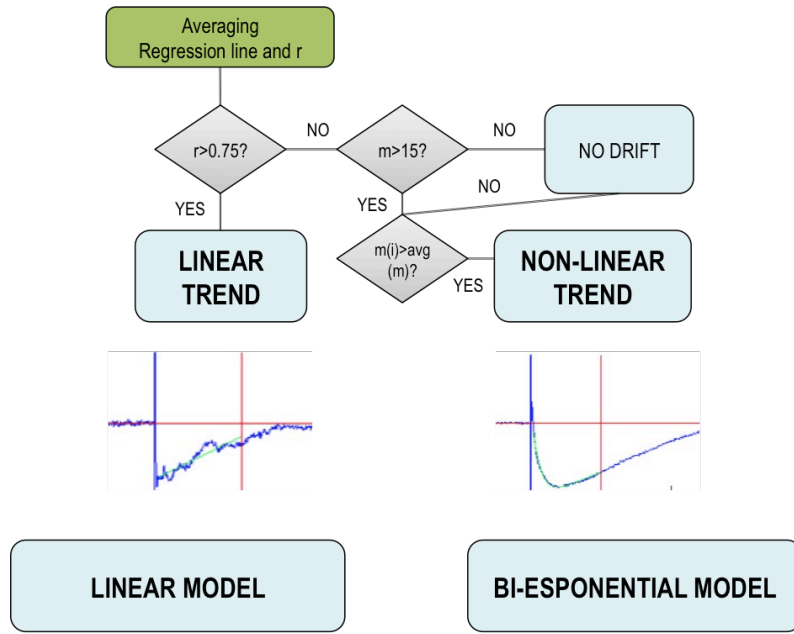 Averaging
Regression line and r
NO
NO
r>0.75?
m>15?
NO DRIFT
NO
YES
YES
LINEAR
TREND
m(i)>avg
(m)?
YES
NON-LINEAR
TREND
LINEAR MODEL
BI-ESPONENTIAL MODEL